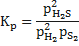 Kₚ = p²H₂S / p²H₂ pS₂